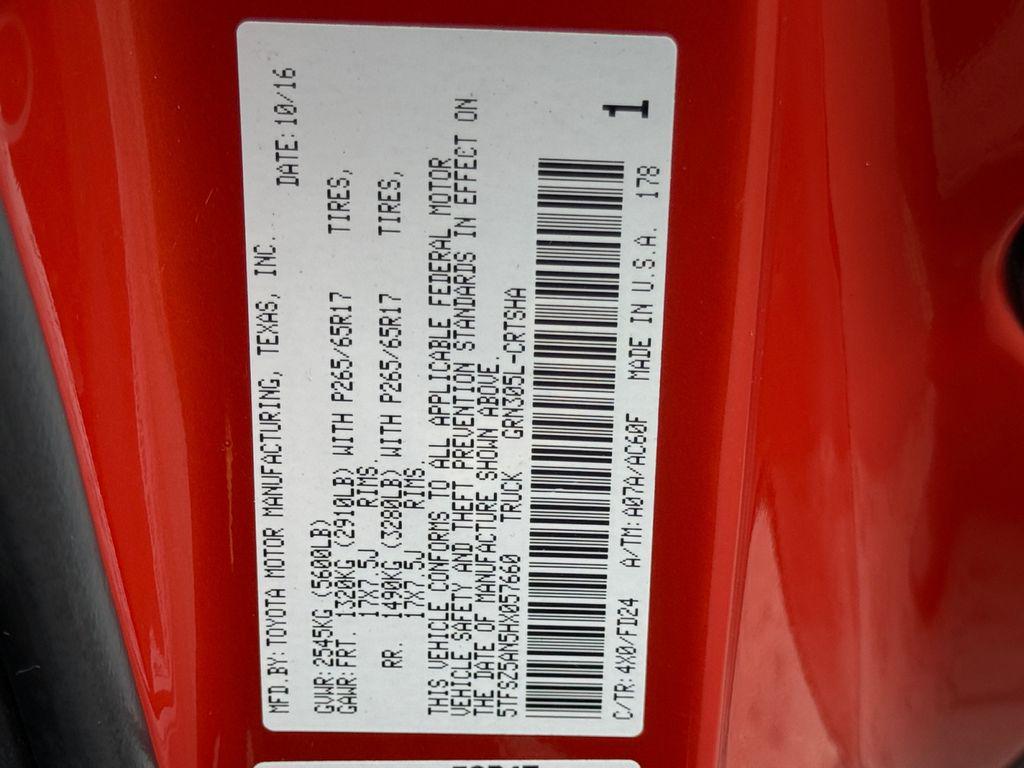 MFD.BY:TOYOTA MOTOR MANUFACTURING, TEXAS, INC.
DATE:10/16
GVWR:2545KG (5600LB)
GAWR:FRT. 1320KG (2910LB) WITH P265/65R17 TIRES,
17X7.5J RIMS.
RR. 1490KG (3280LB) WITH P265/65R17 TIRES,
17X7.5J RIMS.
THIS VEHICLE CONFORMS TO ALL APPLICABLE FEDERAL MOTOR
VEHICLE SAFETY AND THEFT PREVENTION STANDARDS IN EFFECT ON
THE DATE OF MANUFACTURE SHOWN ABOVE.
5TFSZ5AN5HX057660 TRUCK GRN305L-CRTSHA
1
C/TR:4X0/FD24 A/TM:A07A/AC60F MADE IN U.S.A. 178